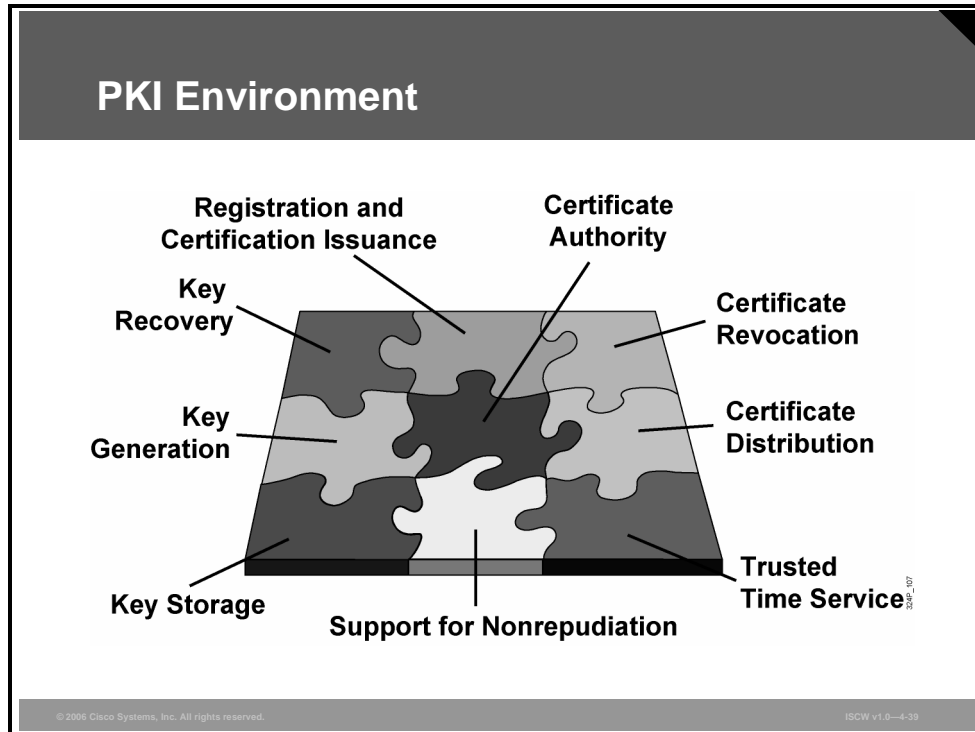 PKI Environment
Registration and
Certification Issuance
Certificate
Authority
Key
Recovery
Certificate
Revocation
Key
Generation
Certificate
Distribution
Key Storage
Support for Nonrepudiation
Trusted
Time Service
324P_107
© 2006 Cisco Systems, Inc. All rights reserved.
ISCW v1.0—4-39